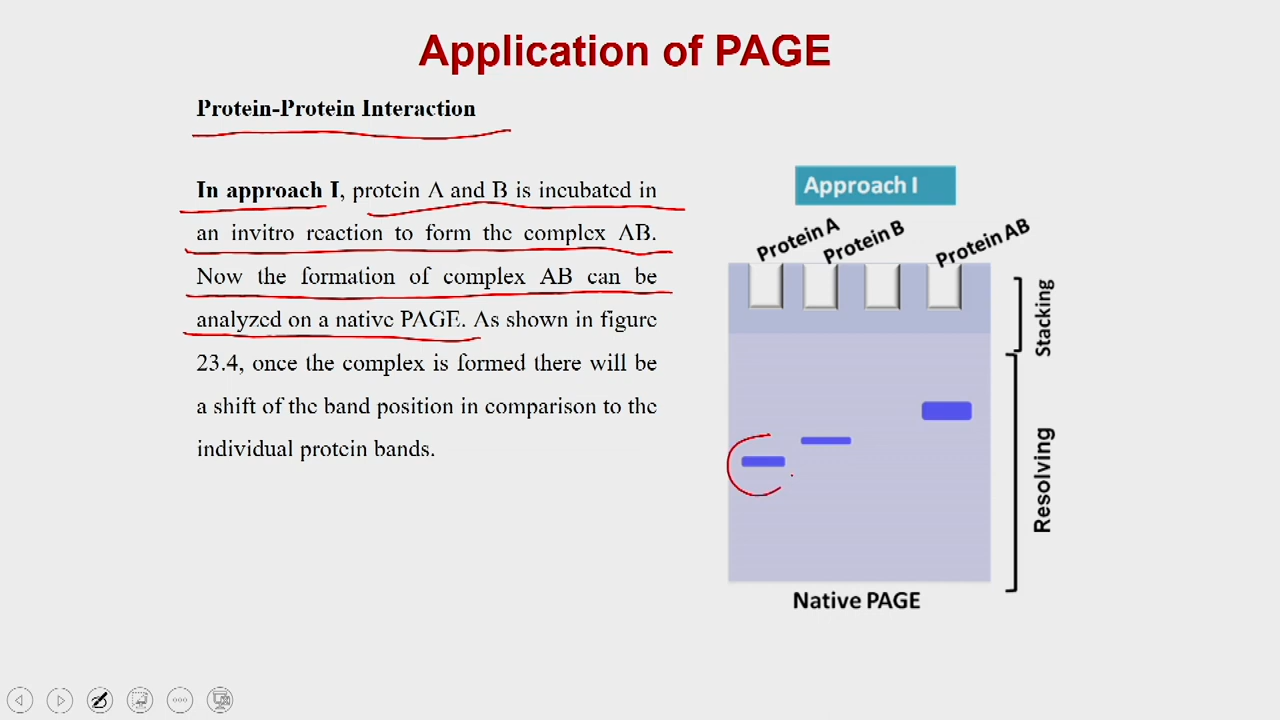 Application of PAGE
Protein-Protein Interaction
In approach I, protein A and B is incubated in
an invitro reaction to form the complex AB.
Now the formation of complex AB can be
analyzed on a native PAGE. As shown in figure
23.4, once the complex is formed there will be
a shift of the band position in comparison to the
individual protein bands.
Approach I
Protein A
Protein B
Protein AB
Stacking
Resolving
Native PAGE